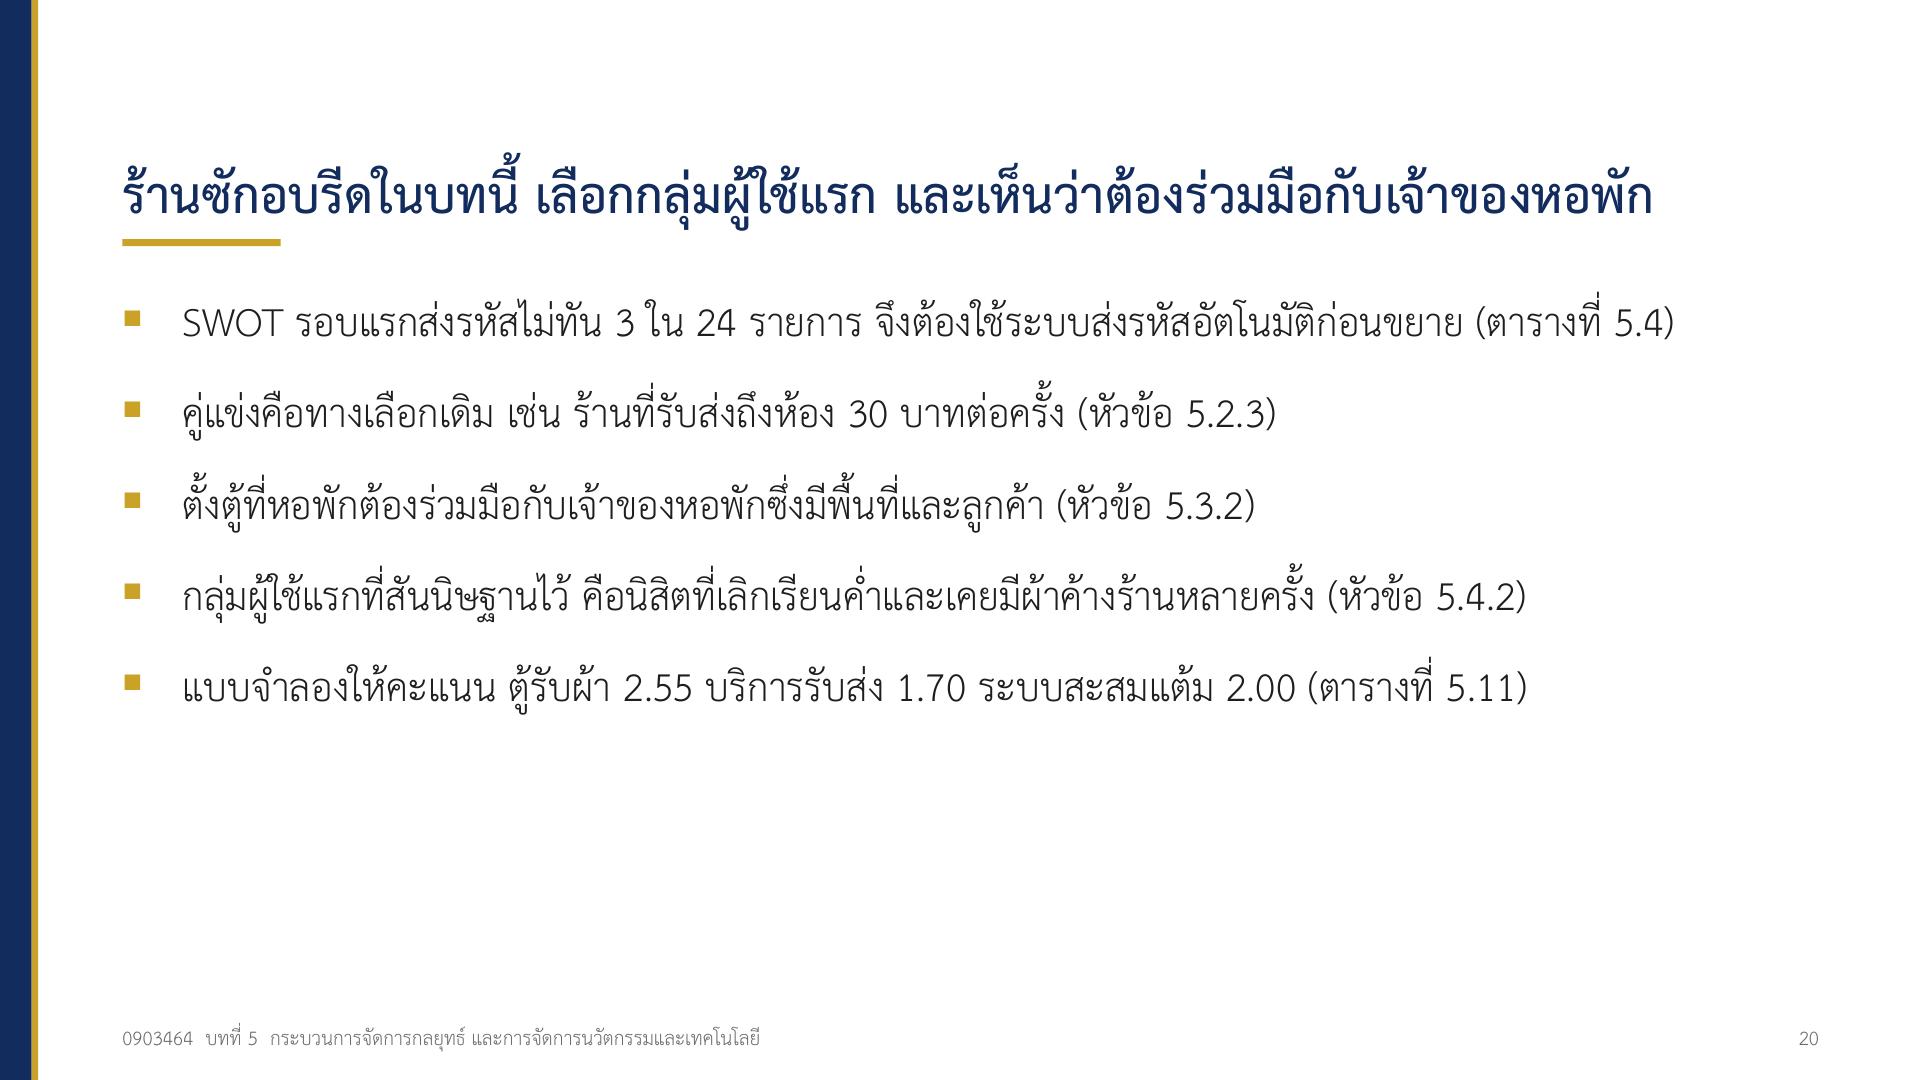 ร้านซักอบรีดในบทนี้ เลือกกลุ่มผู้ใช้แรก และเห็นว่าต้องร่วมมือกับเจ้าของหอพัก
▪ SWOT รอบแรกส่งรหัสไม่ทัน 3 ใน 24 รายการ จึงต้องใช้ระบบส่งรหัสอัตโนมัติก่อนขยาย (ตารางที่ 5.4)
▪ คู่แข่งคือทางเลือกเดิม เช่น ร้านที่รับส่งถึงห้อง 30 บาทต่อครั้ง (หัวข้อ 5.2.3)
▪ ตั้งตู้ที่หอพักต้องร่วมมือกับเจ้าของหอพักซึ่งมีพื้นที่และลูกค้า (หัวข้อ 5.3.2)
▪ กลุ่มผู้ใช้แรกที่สันนิษฐานไว้ คือนิสิตที่เลิกเรียนค่ำและเคยมีผ้าค้างร้านหลายครั้ง (หัวข้อ 5.4.2)
▪ แบบจำลองให้คะแนน ตู้รับผ้า 2.55 บริการรับส่ง 1.70 ระบบสะสมแต้ม 2.00 (ตารางที่ 5.11)
0903464 บทที่ 5 กระบวนการจัดการกลยุทธ์ และการจัดการนวัตกรรมและเทคโนโลยี
20